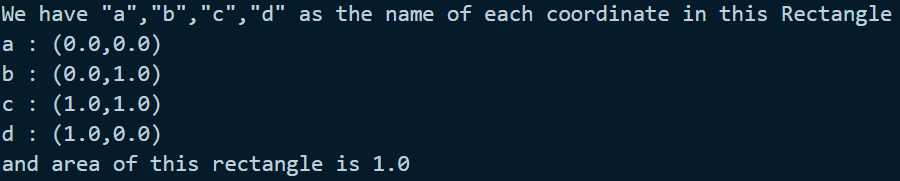 We have "a","b","c","d" as the name of each coordinate in this Rectangle
a : (0.0,0.0)
b : (0.0,1.0)
c : (1.0,1.0)
d : (1.0,0.0)
and area of this rectangle is 1.0